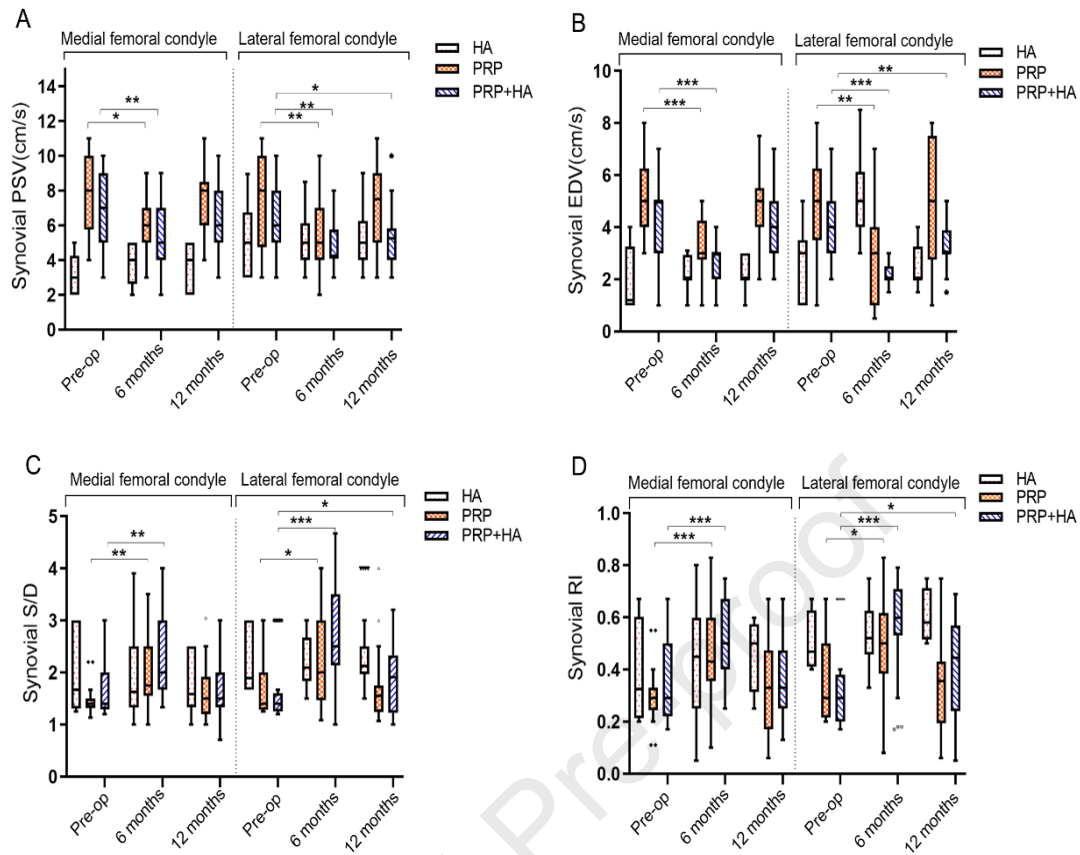 A
Medial femoral condyle
Lateral femoral condyle
HA
PRP
PRP+HA
Synovial PSV(cm/s)
14
12
10
8
6
4
2
0
*
**
**
**
*
Pre-op
6 months
12 months
Pre-op
6 months
12 months
B
Medial femoral condyle
Lateral femoral condyle
HA
PRP
PRP+HA
Synovial EDV(cm/s)
10
8
6
4
2
0
***
***
**
***
**
Pre-op
6 months
12 months
Pre-op
6 months
12 months
C
Medial femoral condyle
Lateral femoral condyle
HA
PRP
PRP+HA
Synovial S/D
5
4
3
2
1
0
**
**
*
***
*
Pre-op
6 months
12 months
Pre-op
6 months
12 months
D
Medial femoral condyle
Lateral femoral condyle
HA
PRP
PRP+HA
Synovial RI
1.0
0.8
0.6
0.4
0.2
0.0
***
***
*
***
*
Pre-op
6 months
12 months
Pre-op
6 months
12 months
Pre-proof